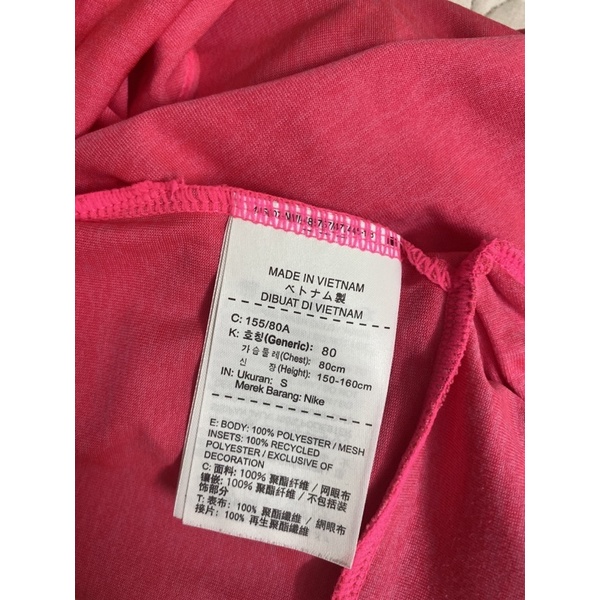 MADE IN VIETNAM
ベトナム製
DIBUAT DI VIETNAM
C: 155/80A
K: 호칭(Generic): 80
가슴둘레(Chest): 80cm
신 장(Height): 150-160cm
IN: Ukuran: S
Merek Barang: Nike
E: BODY: 100% POLYESTER / MESH
INSETS: 100% RECYCLED
POLYESTER / EXCLUSIVE OF
DECORATION
C: 面料: 100% 聚酯纤维 / 网眼布
镶嵌: 100% 聚酯纤维 / 不包括装
饰部分
T: 表布: 100% 聚酯纖維 / 網眼布
接片: 100% 再生聚酯纖維